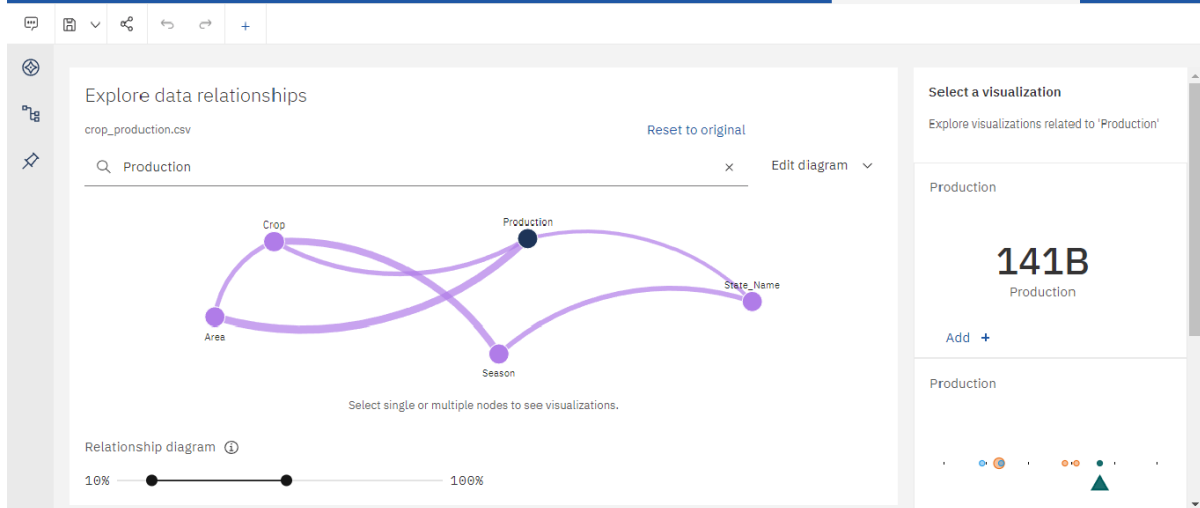 Explore data relationships
crop_production.csv
Reset to original
Production
Edit diagram
Crop
Production
State_Name
Area
Season
Select single or multiple nodes to see visualizations.
Relationship diagram
10%
100%
Select a visualization
Explore visualizations related to 'Production'
Production
141B
Production
Add +
Production